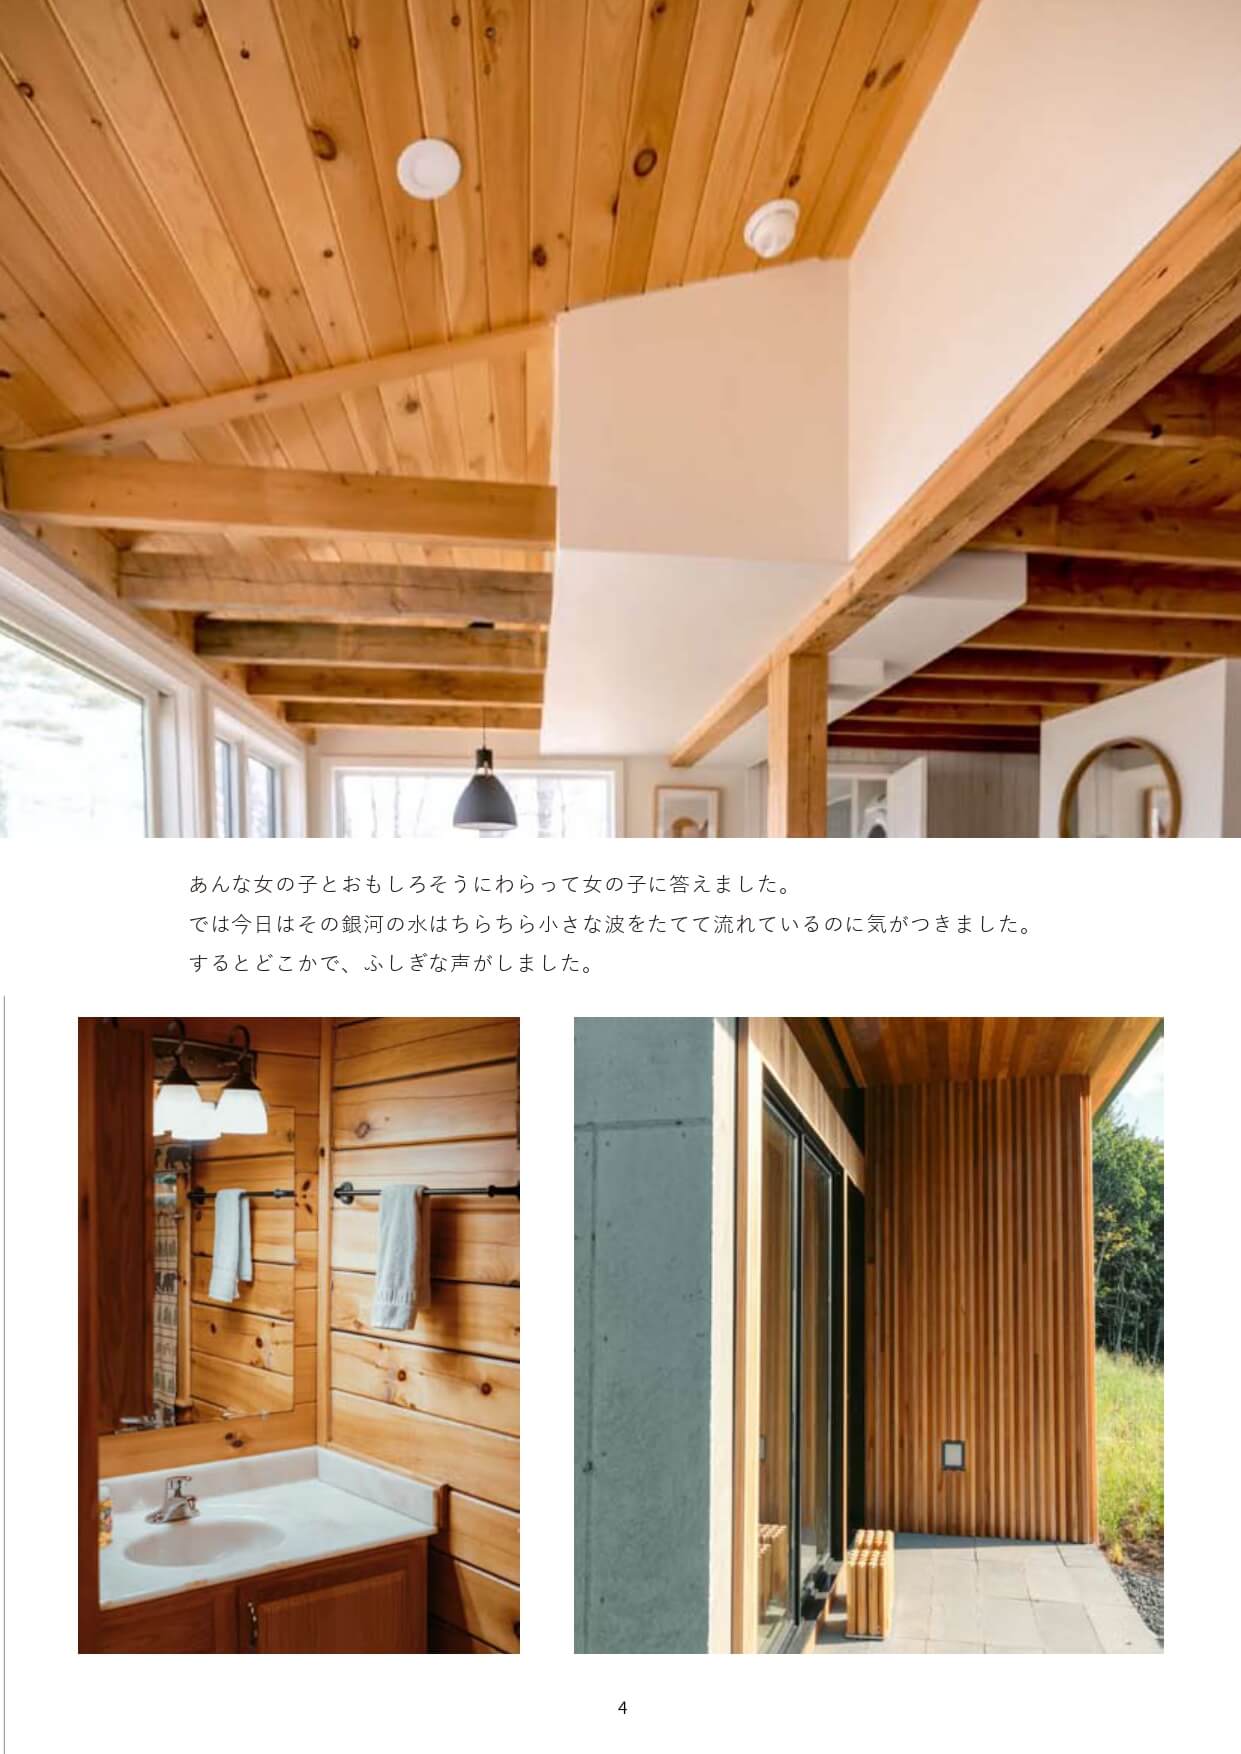 あんな女の子とおもしろそうにわらって女の子に答えました。
では今日はその銀河の水はちらちら小さな波をたてて流れているのに気がつきました。
するとどこかで、ふしぎな声がしました。
4